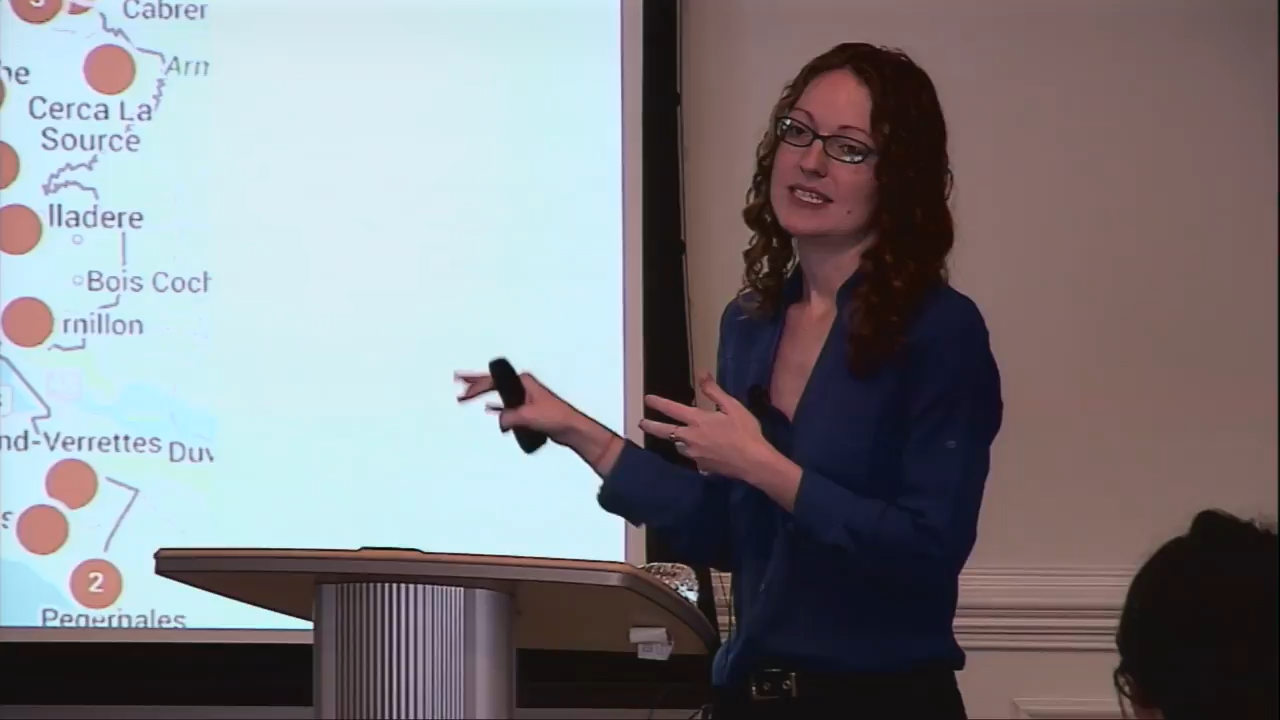 Cabrer
Arn
he
Cerca La
Source
lladere
Bois Coch
rnillon
nd-Verrettes
Duv
s
2
Pedernales